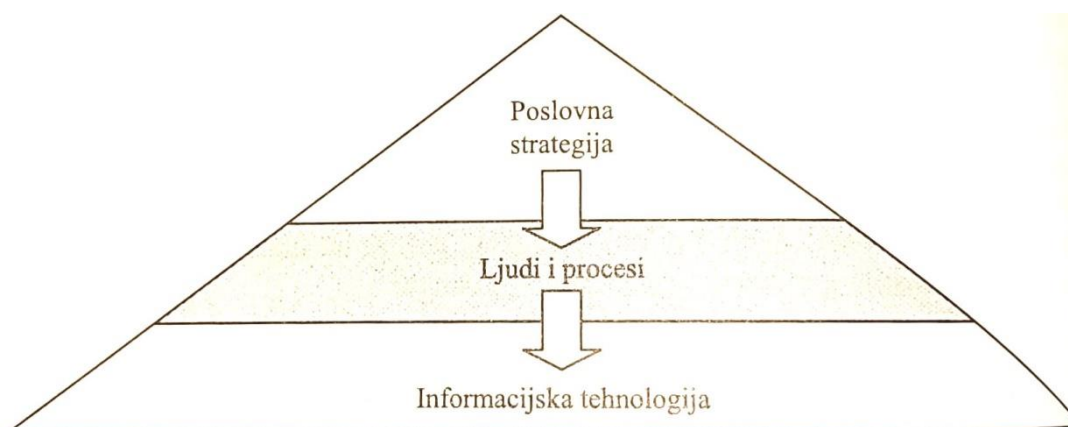 Poslovna
strategija
Ljudi i procesi
Informacijska tehnologija